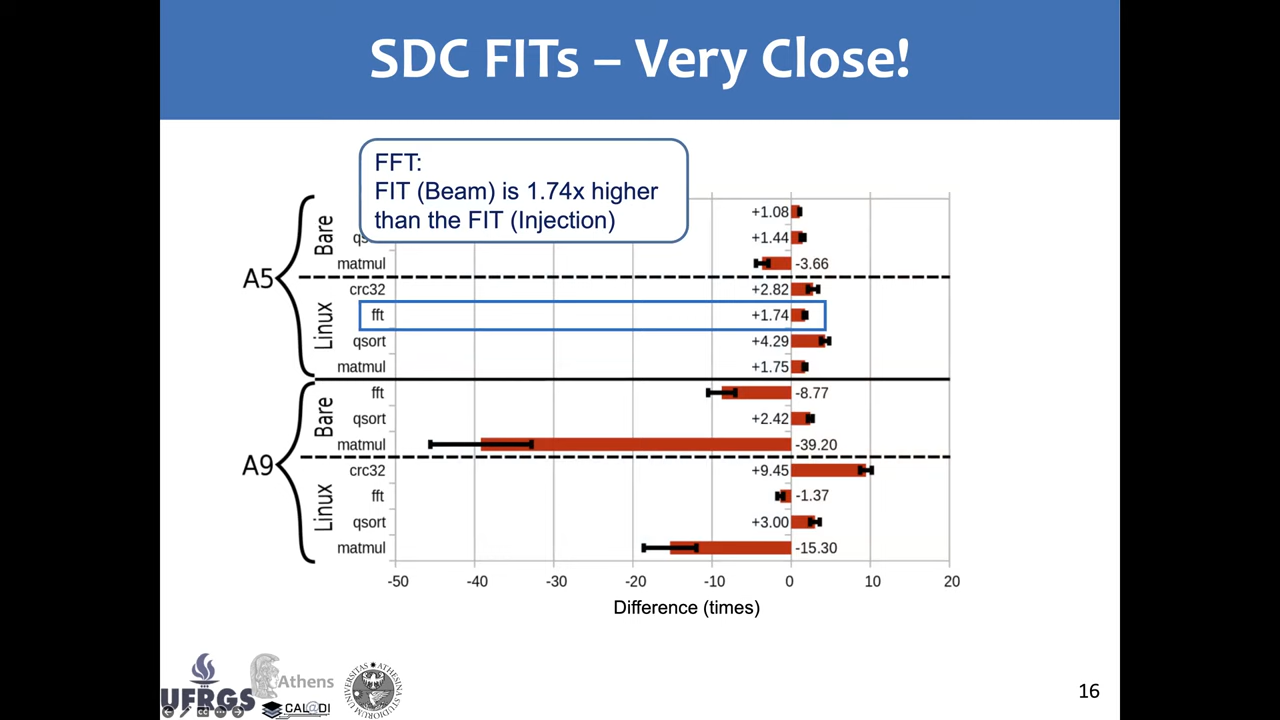 SDC FITs – Very Close!
FFT:
FIT (Beam) is 1.74x higher
than the FIT (Injection)
A5
Bare
+1.08
qs
+1.44
matmul
-3.66
Linux
crc32
+2.82
fft
+1.74
qsort
+4.29
matmul
+1.75
A9
Bare
fft
-8.77
qsort
+2.42
matmul
-39.20
Linux
crc32
+9.45
fft
-1.37
qsort
+3.00
matmul
-15.30
-50 -40 -30 -20 -10 0 10 20
Difference (times)
UFRGS
Athens
CAL@DI
UNIVERSITAS ATHESINA STUDIORUM
16